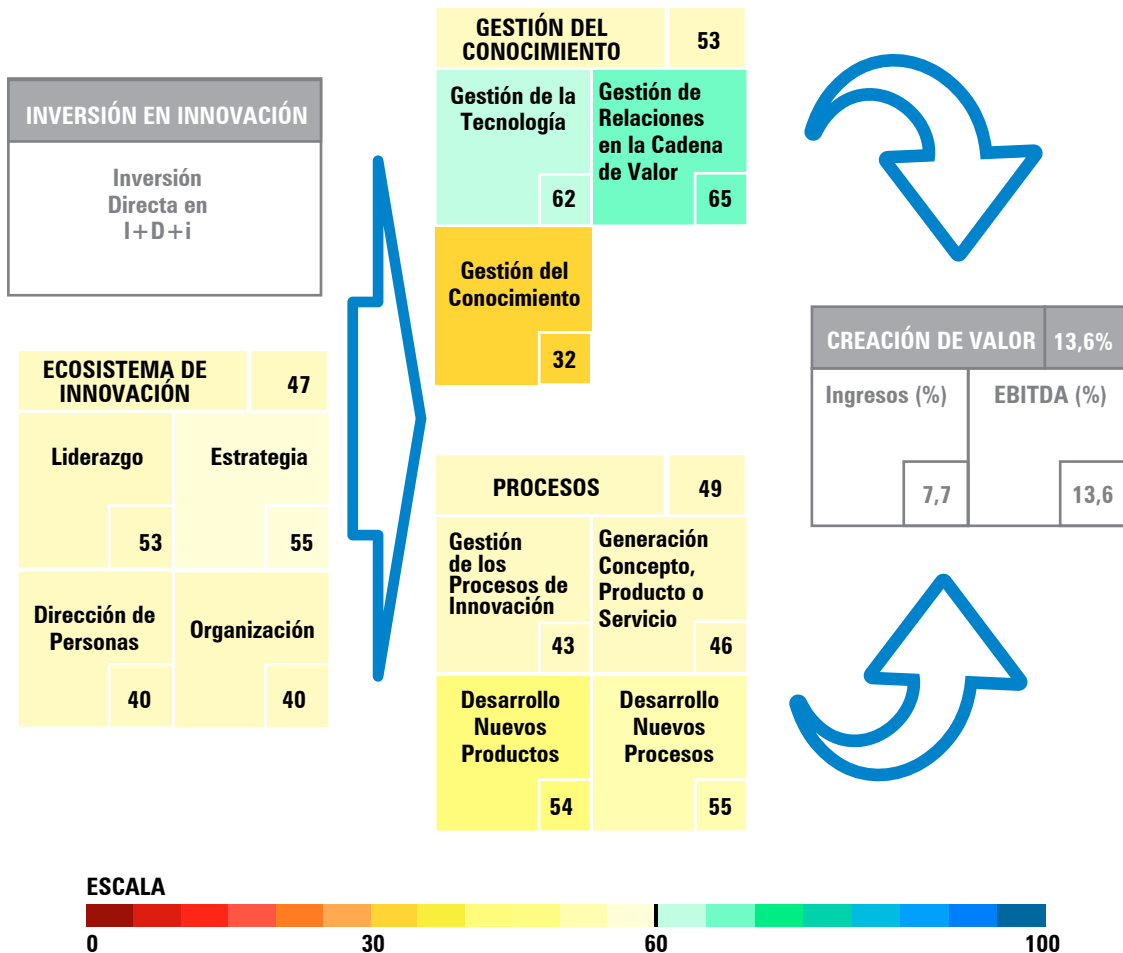 INVERSIÓN EN INNOVACIÓN
Inversión
Directa en
I+D+i
ECOSISTEMA DE
INNOVACIÓN
47
Liderazgo
53
Estrategia
55
Dirección de
Personas
40
Organización
40
GESTIÓN DEL
CONOCIMIENTO
53
Gestión de la
Tecnología
62
Gestión de
Relaciones
en la Cadena
de Valor
65
Gestión del
Conocimiento
32
PROCESOS
49
Gestión
de los
Procesos de
Innovación
43
Generación
Concepto,
Producto o
Servicio
46
Desarrollo
Nuevos
Productos
54
Desarrollo
Nuevos
Procesos
55
CREACIÓN DE VALOR
13,6%
Ingresos (%)
7,7
EBITDA (%)
13,6
ESCALA
0 30 60 100